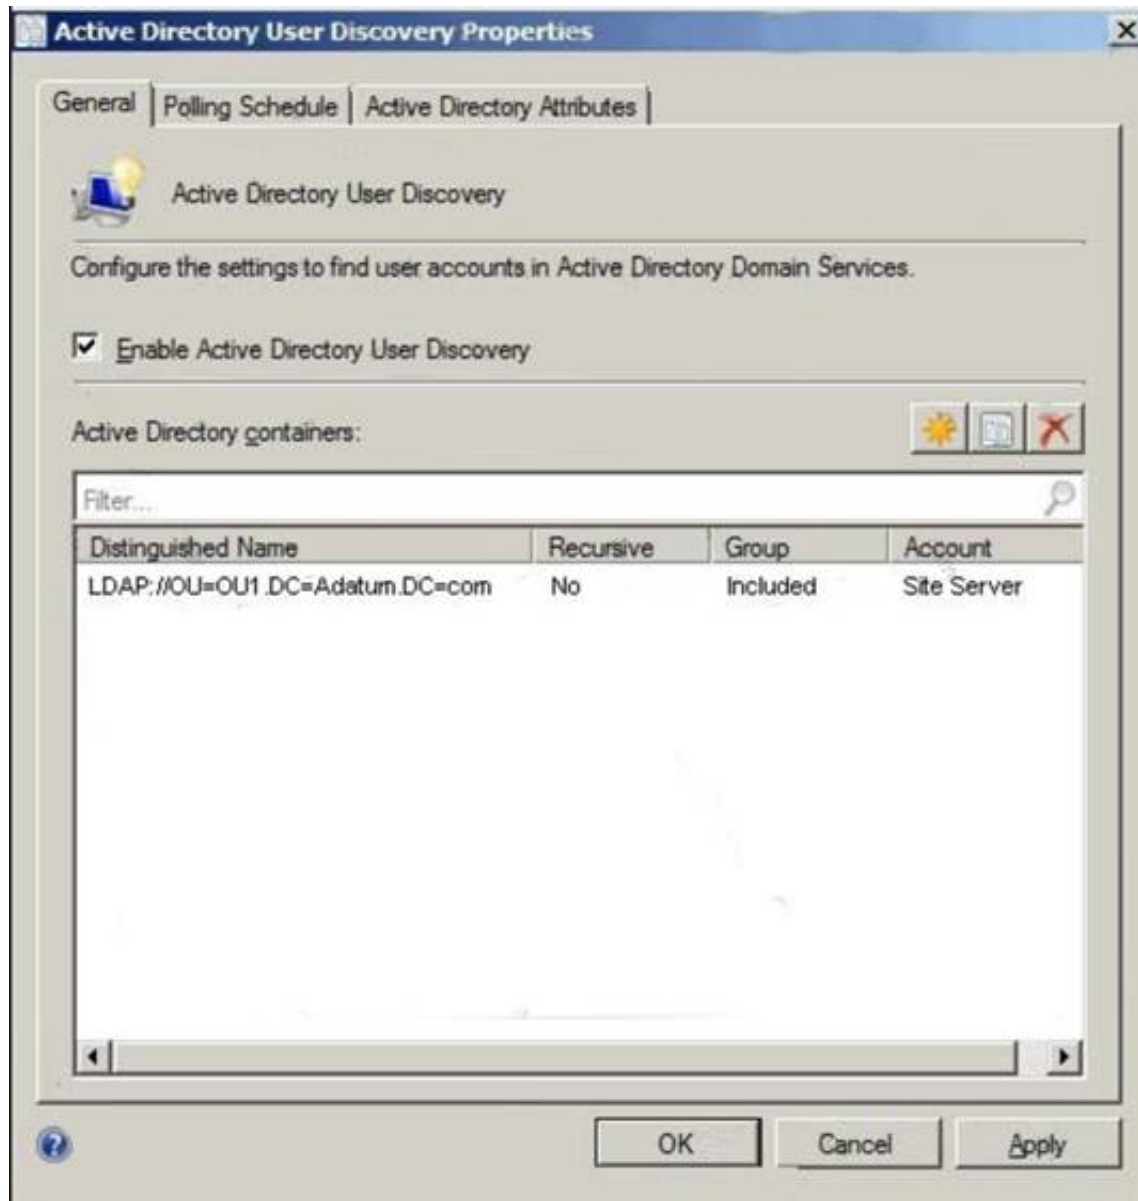 Active Directory User Discovery Properties
General Polling Schedule Active Directory Attributes
Active Directory User Discovery
Configure the settings to find user accounts in Active Directory Domain Services.
Enable Active Directory User Discovery
Active Directory containers:
Filter...
Distinguished Name Recursive Group Account
LDAP://OU=OU1.DC=Adatum.DC=com No Included Site Server
OK Cancel Apply